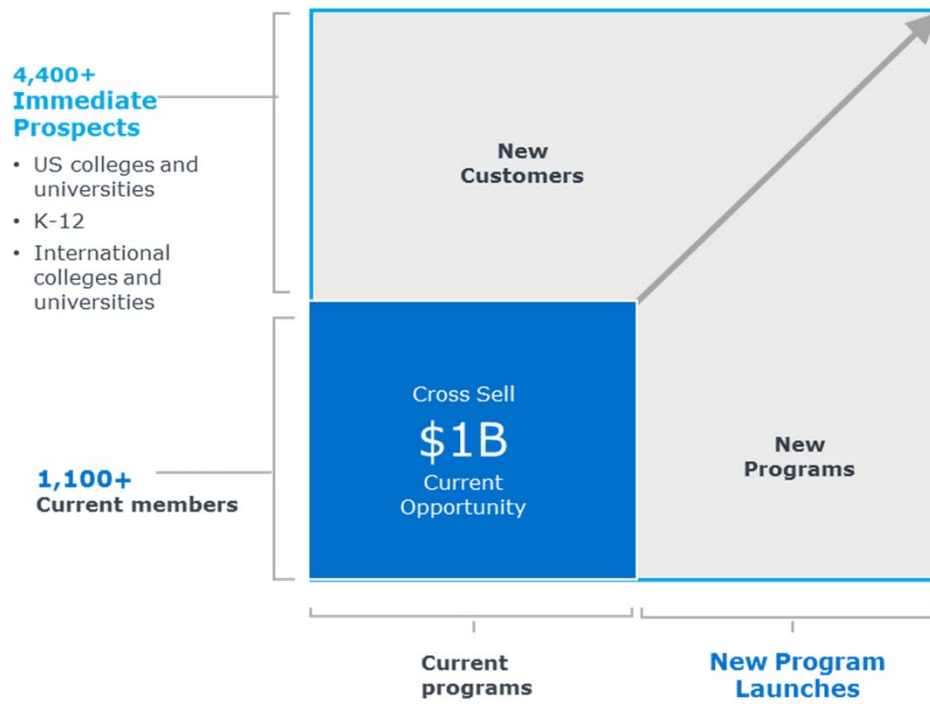 4,400+
Immediate
Prospects
• US colleges and
universities
• K-12
• International
colleges and
universities
New
Customers
1,100+
Current members
Cross Sell
$1B
Current
Opportunity
New
Programs
Current
programs
New Program
Launches